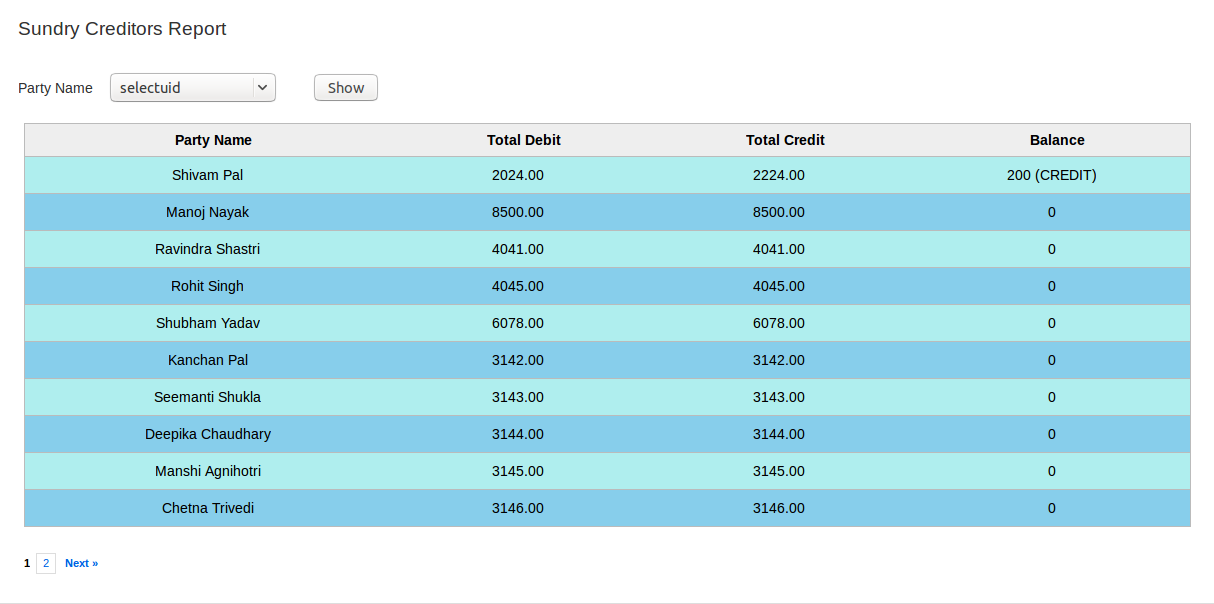 Sundry Creditors Report
Party Name selectuid Show
Party Name Total Debit Total Credit Balance
Shivam Pal 2024.00 2224.00 200 (CREDIT)
Manoj Nayak 8500.00 8500.00 0
Ravindra Shastri 4041.00 4041.00 0
Rohit Singh 4045.00 4045.00 0
Shubham Yadav 6078.00 6078.00 0
Kanchan Pal 3142.00 3142.00 0
Seemanti Shukla 3143.00 3143.00 0
Deepika Chaudhary 3144.00 3144.00 0
Manshi Agnihotri 3145.00 3145.00 0
Chetna Trivedi 3146.00 3146.00 0
1 2 Next »